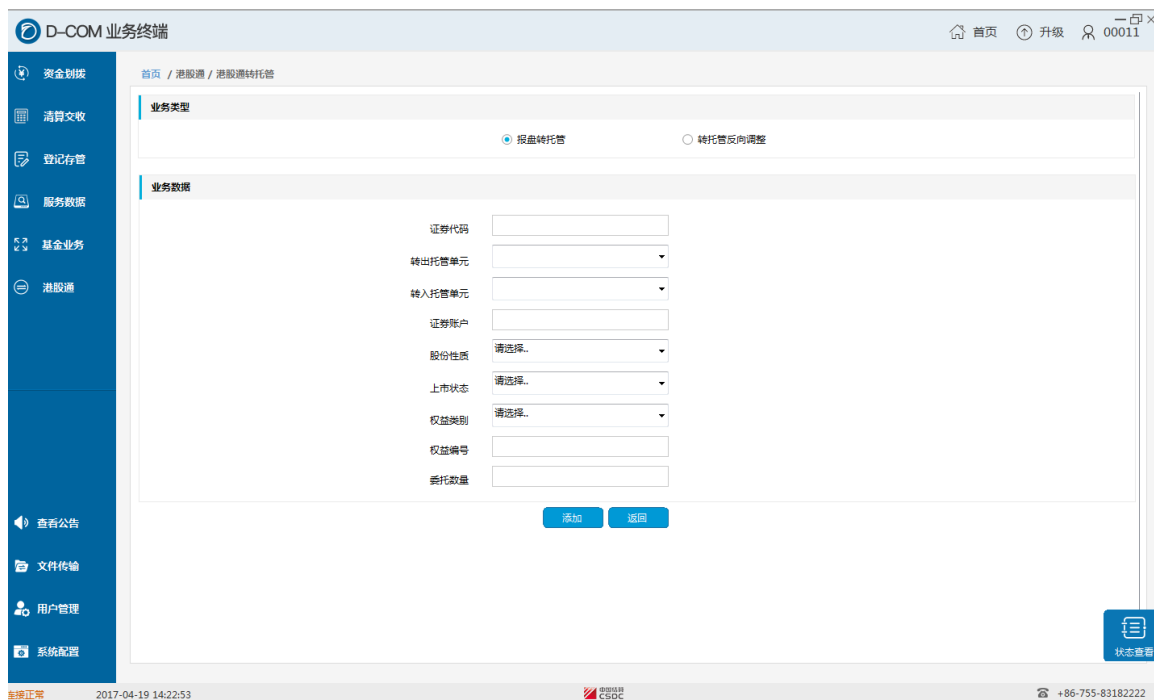 D-COM 业务终端
首页 升级 00011
资金划拨
清算交收
登记存管
服务数据
基金业务
港股通
查看公告
文件传输
用户管理
系统配置
首页 / 港股通 / 港股通转托管
业务类型
报盘转托管 转托管反向调整
业务数据
证券代码
转出托管单元
转入托管单元
证券账户
股份性质 请选择..
上市状态 请选择..
权益类别 请选择..
权益编号
委托数量
添加 返回
状态查看
连接正常 2017-04-19 14:22:53 中国结算 CSDC +86-755-83182222